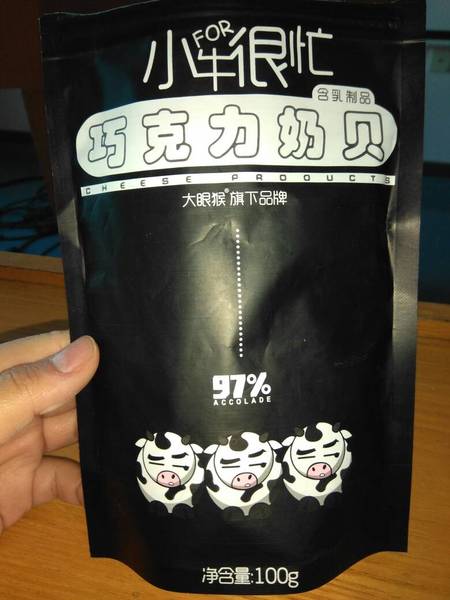 FOR
小牛很忙
含乳制品
巧克力奶贝
CHEESE PRODUCTS
大眼猴®旗下品牌
97%
ACCOLADE
净含量:100g